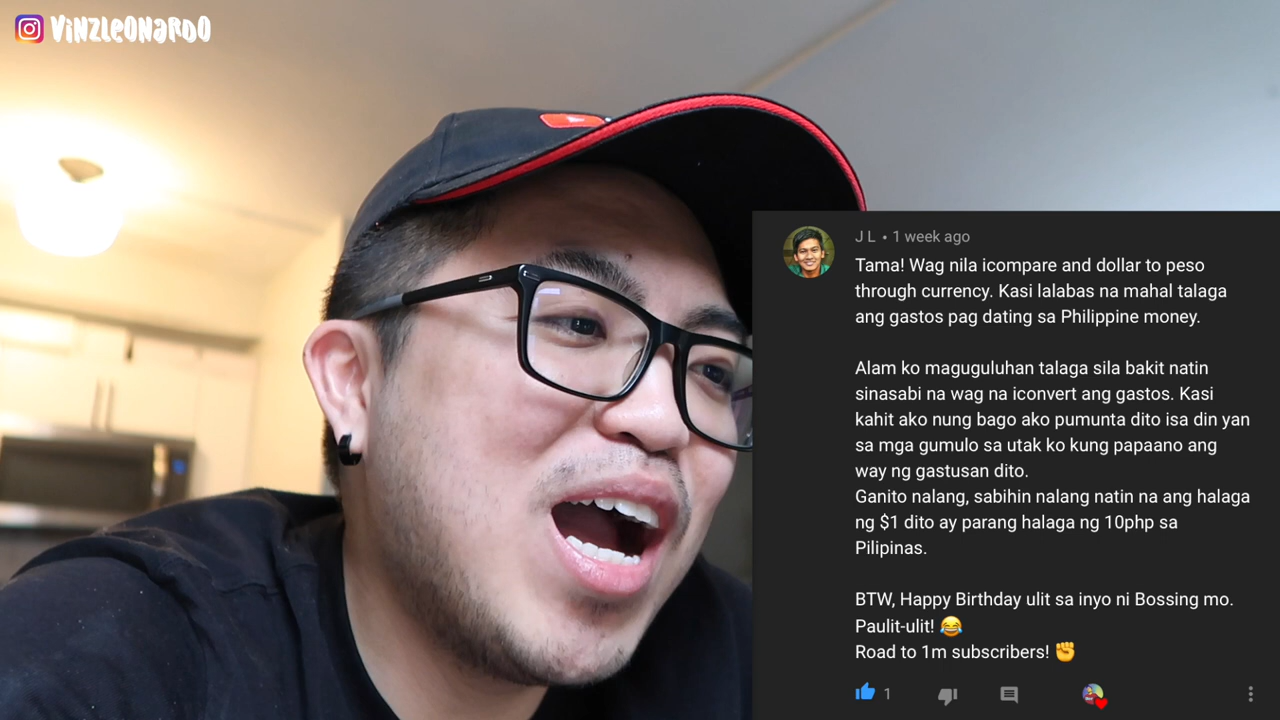 VINZLEONARDO
J L • 1 week ago
Tama! Wag nila icompare and dollar to peso
through currency. Kasi lalabas na mahal talaga
ang gastos pag dating sa Philippine money.
Alam ko maguguluhan talaga sila bakit natin
sinasabi na wag na iconvert ang gastos. Kasi
kahit ako nung bago ako pumunta dito isa din yan
sa mga gumulo sa utak ko kung papaano ang
way ng gastusan dito.
Ganito nalang, sabihin nalang natin na ang halaga
ng $1 dito ay parang halaga ng 10php sa
Pilipinas.
BTW, Happy Birthday ulit sa inyo ni Bossing mo.
Paulit-ulit! 😂
Road to 1m subscribers! ✊
1